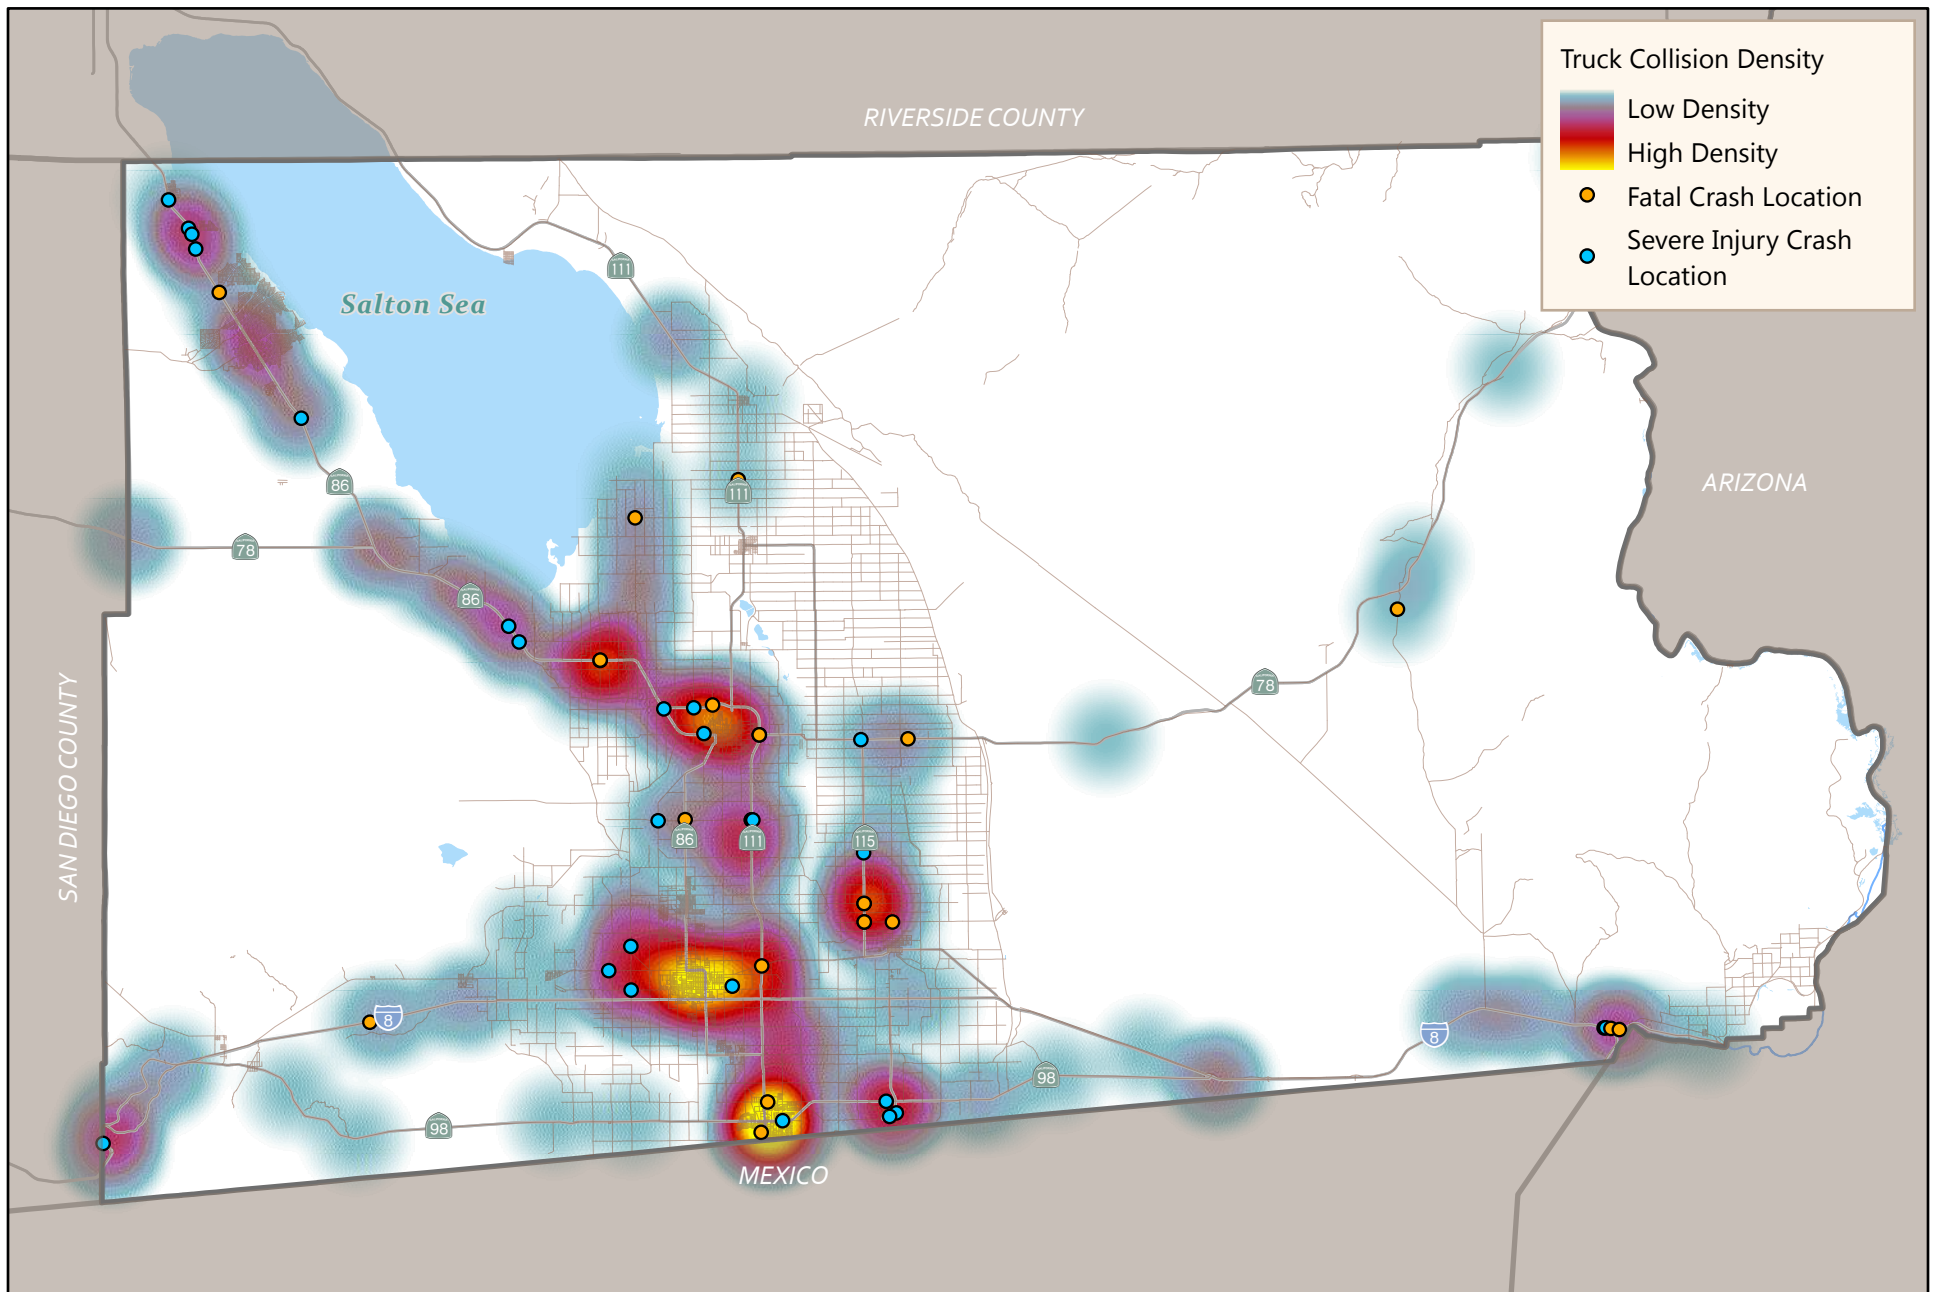 Truck Collision Density
Low Density
High Density
Fatal Crash Location
Severe Injury Crash
Location
RIVERSIDE COUNTY
111
Salton Sea
86
111
ARIZONA
78
86
78
SAN DIEGO COUNTY
86
111
115
8
8
98
98
MEXICO